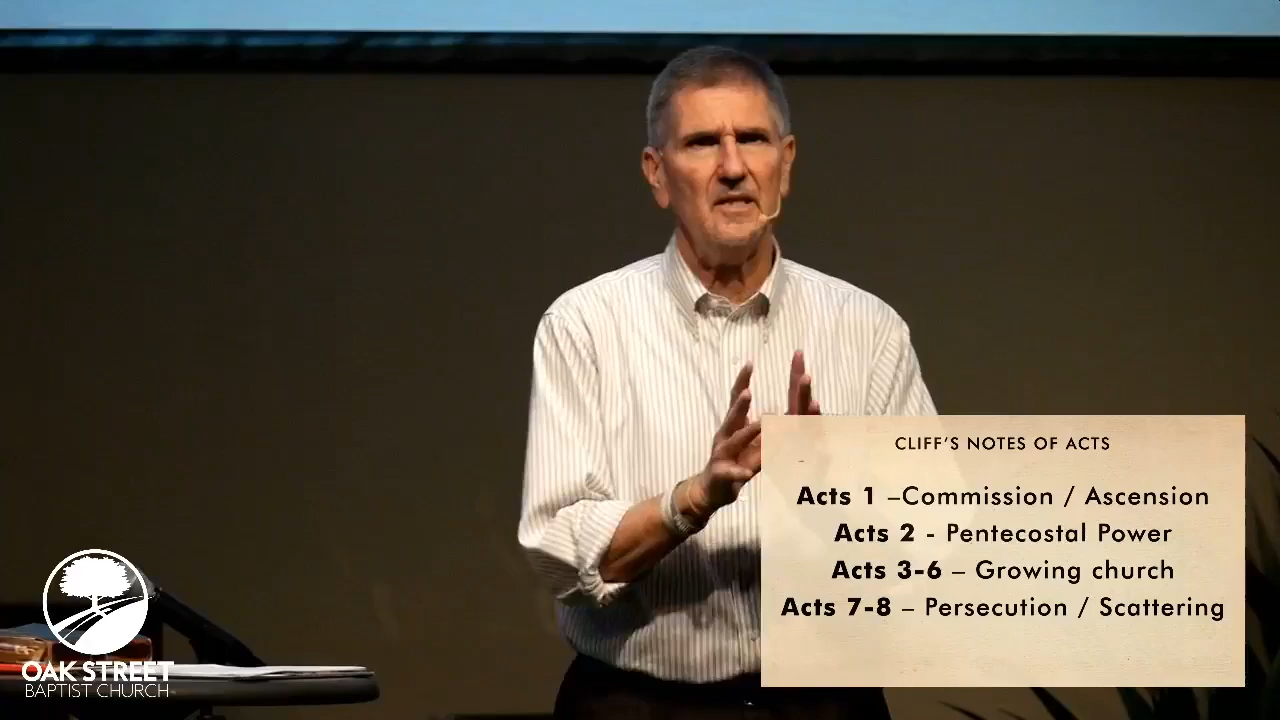 CLIFF'S NOTES OF ACTS
Acts 1 –Commission / Ascension
Acts 2 - Pentecostal Power
Acts 3-6 – Growing church
Acts 7-8 – Persecution / Scattering
OAK STREET
BAPTIST CHURCH